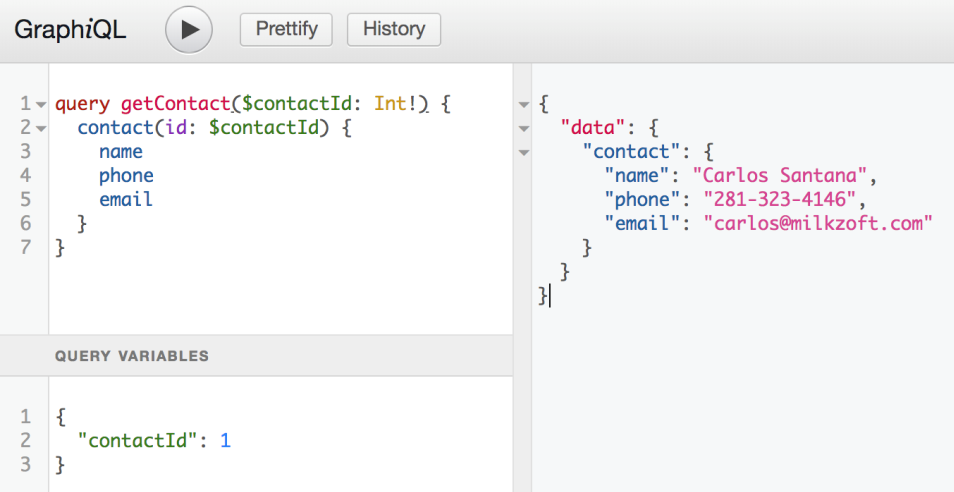 GraphiQL Prettify History
1 query getContact($contactId: Int!) {
2 contact(id: $contactId) {
3 name
4 phone
5 email
6 }
7 }
QUERY VARIABLES
1 {
2 "contactId": 1
3 }
{
"data": {
"contact": {
"name": "Carlos Santana",
"phone": "281-323-4146",
"email": "carlos@milkzoft.com"
}
}
}